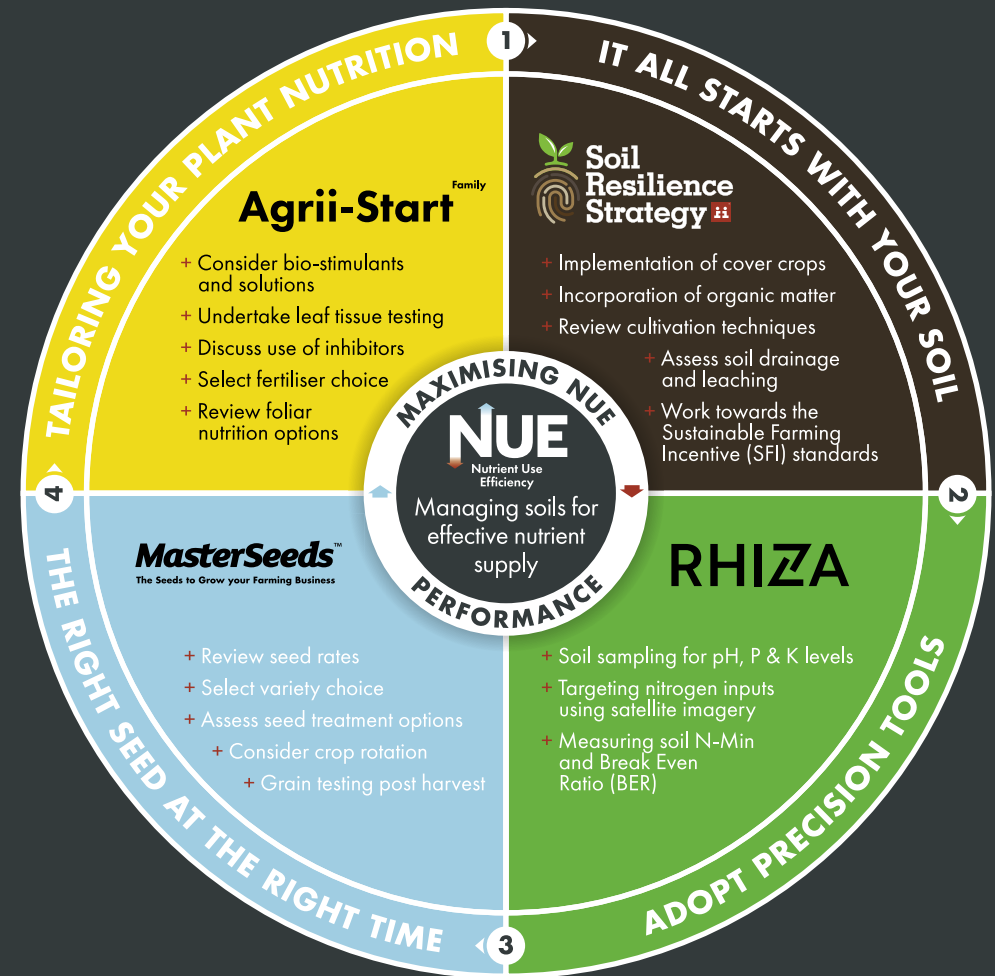 1
IT ALL STARTS WITH YOUR SOIL
Soil
Resilience
Strategy ii
+ Implementation of cover crops
+ Incorporation of organic matter
+ Review cultivation techniques
+ Assess soil drainage
and leaching
+ Work towards the
Sustainable Farming
Incentive (SFI) standards
2
ADOPT PRECISION TOOLS
RHIZA
+ Soil sampling for pH, P & K levels
+ Targeting nitrogen inputs
using satellite imagery
+ Measuring soil N-Min
and Break Even
Ratio (BER)
3
THE RIGHT SEED AT THE RIGHT TIME
MasterSeeds™
The Seeds to Grow your Farming Business
+ Review seed rates
+ Select variety choice
+ Assess seed treatment options
+ Consider crop rotation
+ Grain testing post harvest
4
TAILORING YOUR PLANT NUTRITION
Agrii-Start Family
+ Consider bio-stimulants
and solutions
+ Undertake leaf tissue testing
+ Discuss use of inhibitors
+ Select fertiliser choice
+ Review foliar
nutrition options
MAXIMISING NUE
NUE
Nutrient Use
Efficiency
Managing soils for
effective nutrient
supply
PERFORMANCE